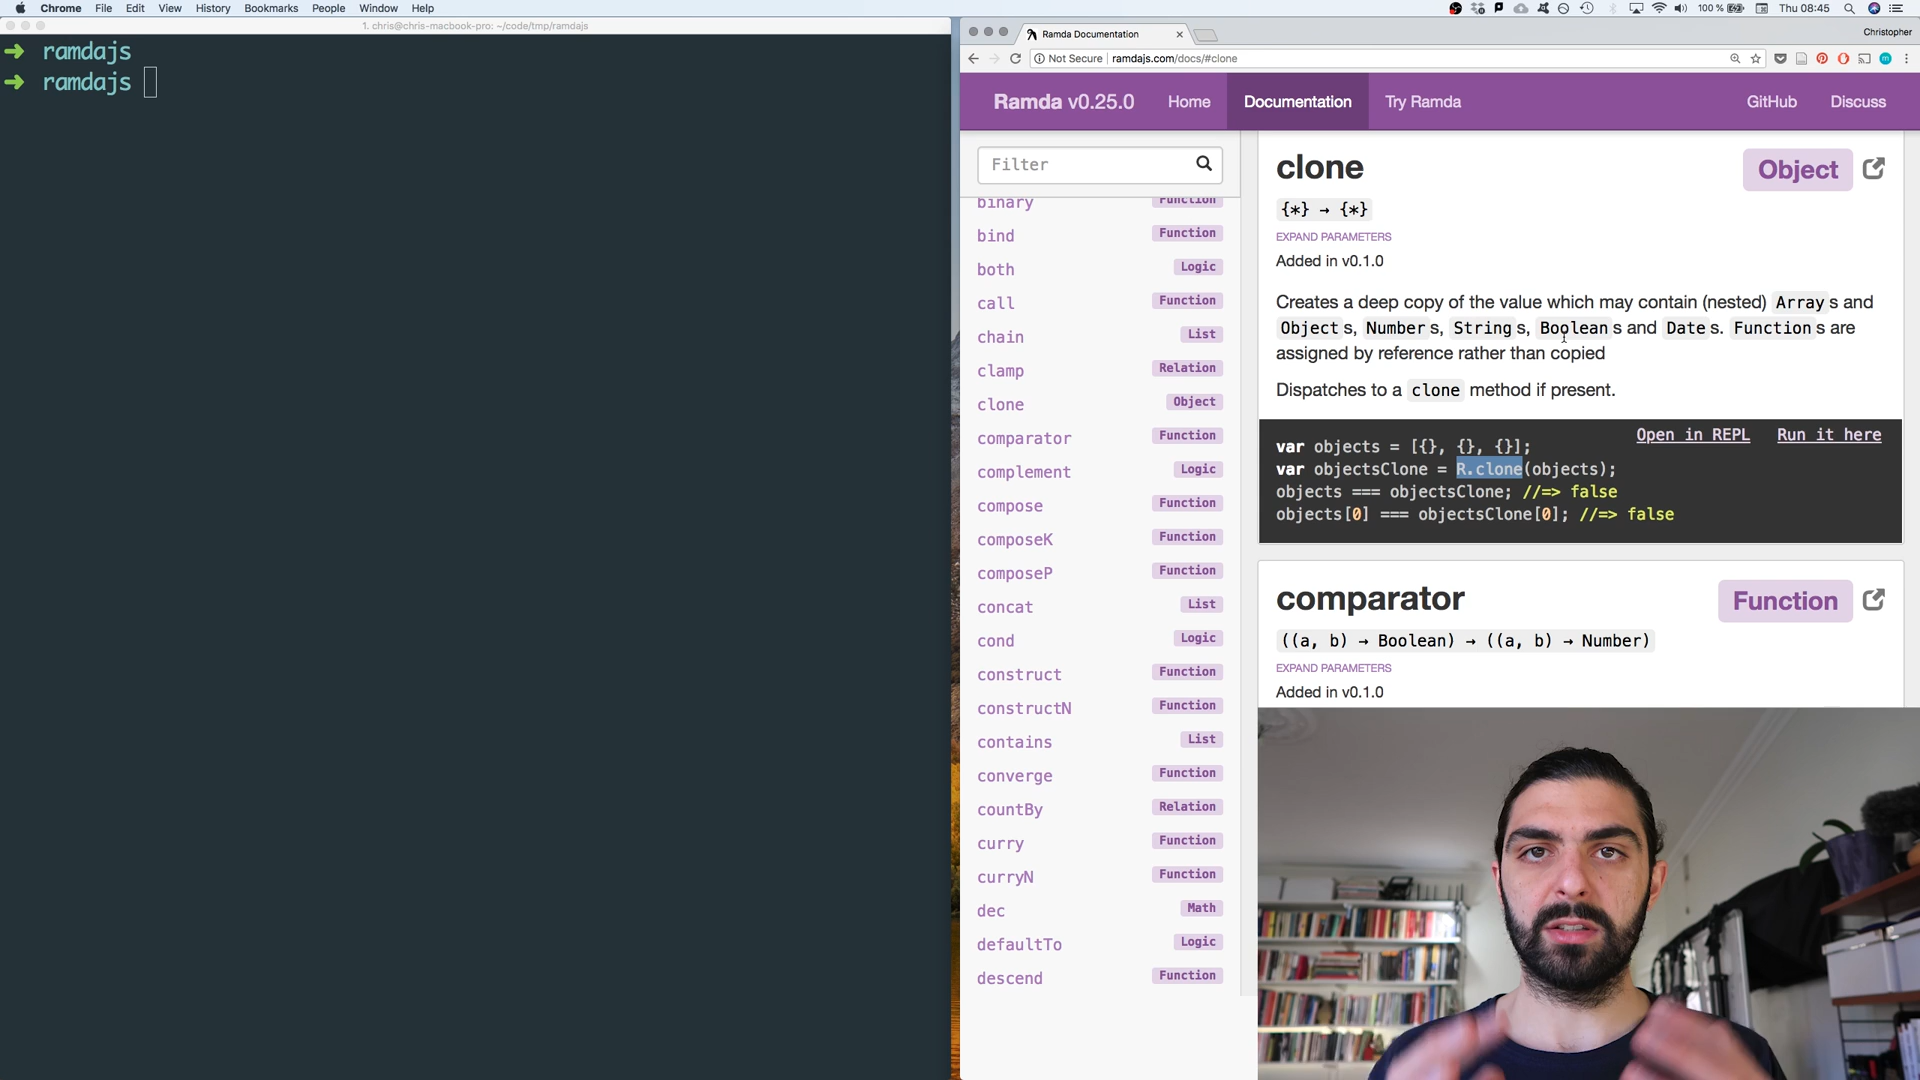 Chrome File Edit View History Bookmarks People Window Help
100 % Thu 08:45
1. chris@chris-macbook-pro: ~/code/tmp/ramdajs
➜ ramdajs
➜ ramdajs
Ramda Documentation
Christopher
Not Secure ramdajs.com/docs/#clone
Ramda v0.25.0 Home Documentation Try Ramda GitHub Discuss
Filter
binary Function
bind Function
both Logic
call Function
chain List
clamp Relation
clone Object
comparator Function
complement Logic
compose Function
composeK Function
composeP Function
concat List
cond Logic
construct Function
constructN Function
contains List
converge Function
countBy Relation
curry Function
curryN Function
dec Math
defaultTo Logic
descend Function
clone Object
{*} → {*}
EXPAND PARAMETERS
Added in v0.1.0
Creates a deep copy of the value which may contain (nested) Array s and
Object s, Number s, String s, Boolean s and Date s. Function s are
assigned by reference rather than copied
Dispatches to a clone method if present.
Open in REPL Run it here
var objects = [{}, {}, {}];
var objectsClone = R.clone(objects);
objects === objectsClone; //=> false
objects[0] === objectsClone[0]; //=> false
comparator Function
((a, b) → Boolean) → ((a, b) → Number)
EXPAND PARAMETERS
Added in v0.1.0